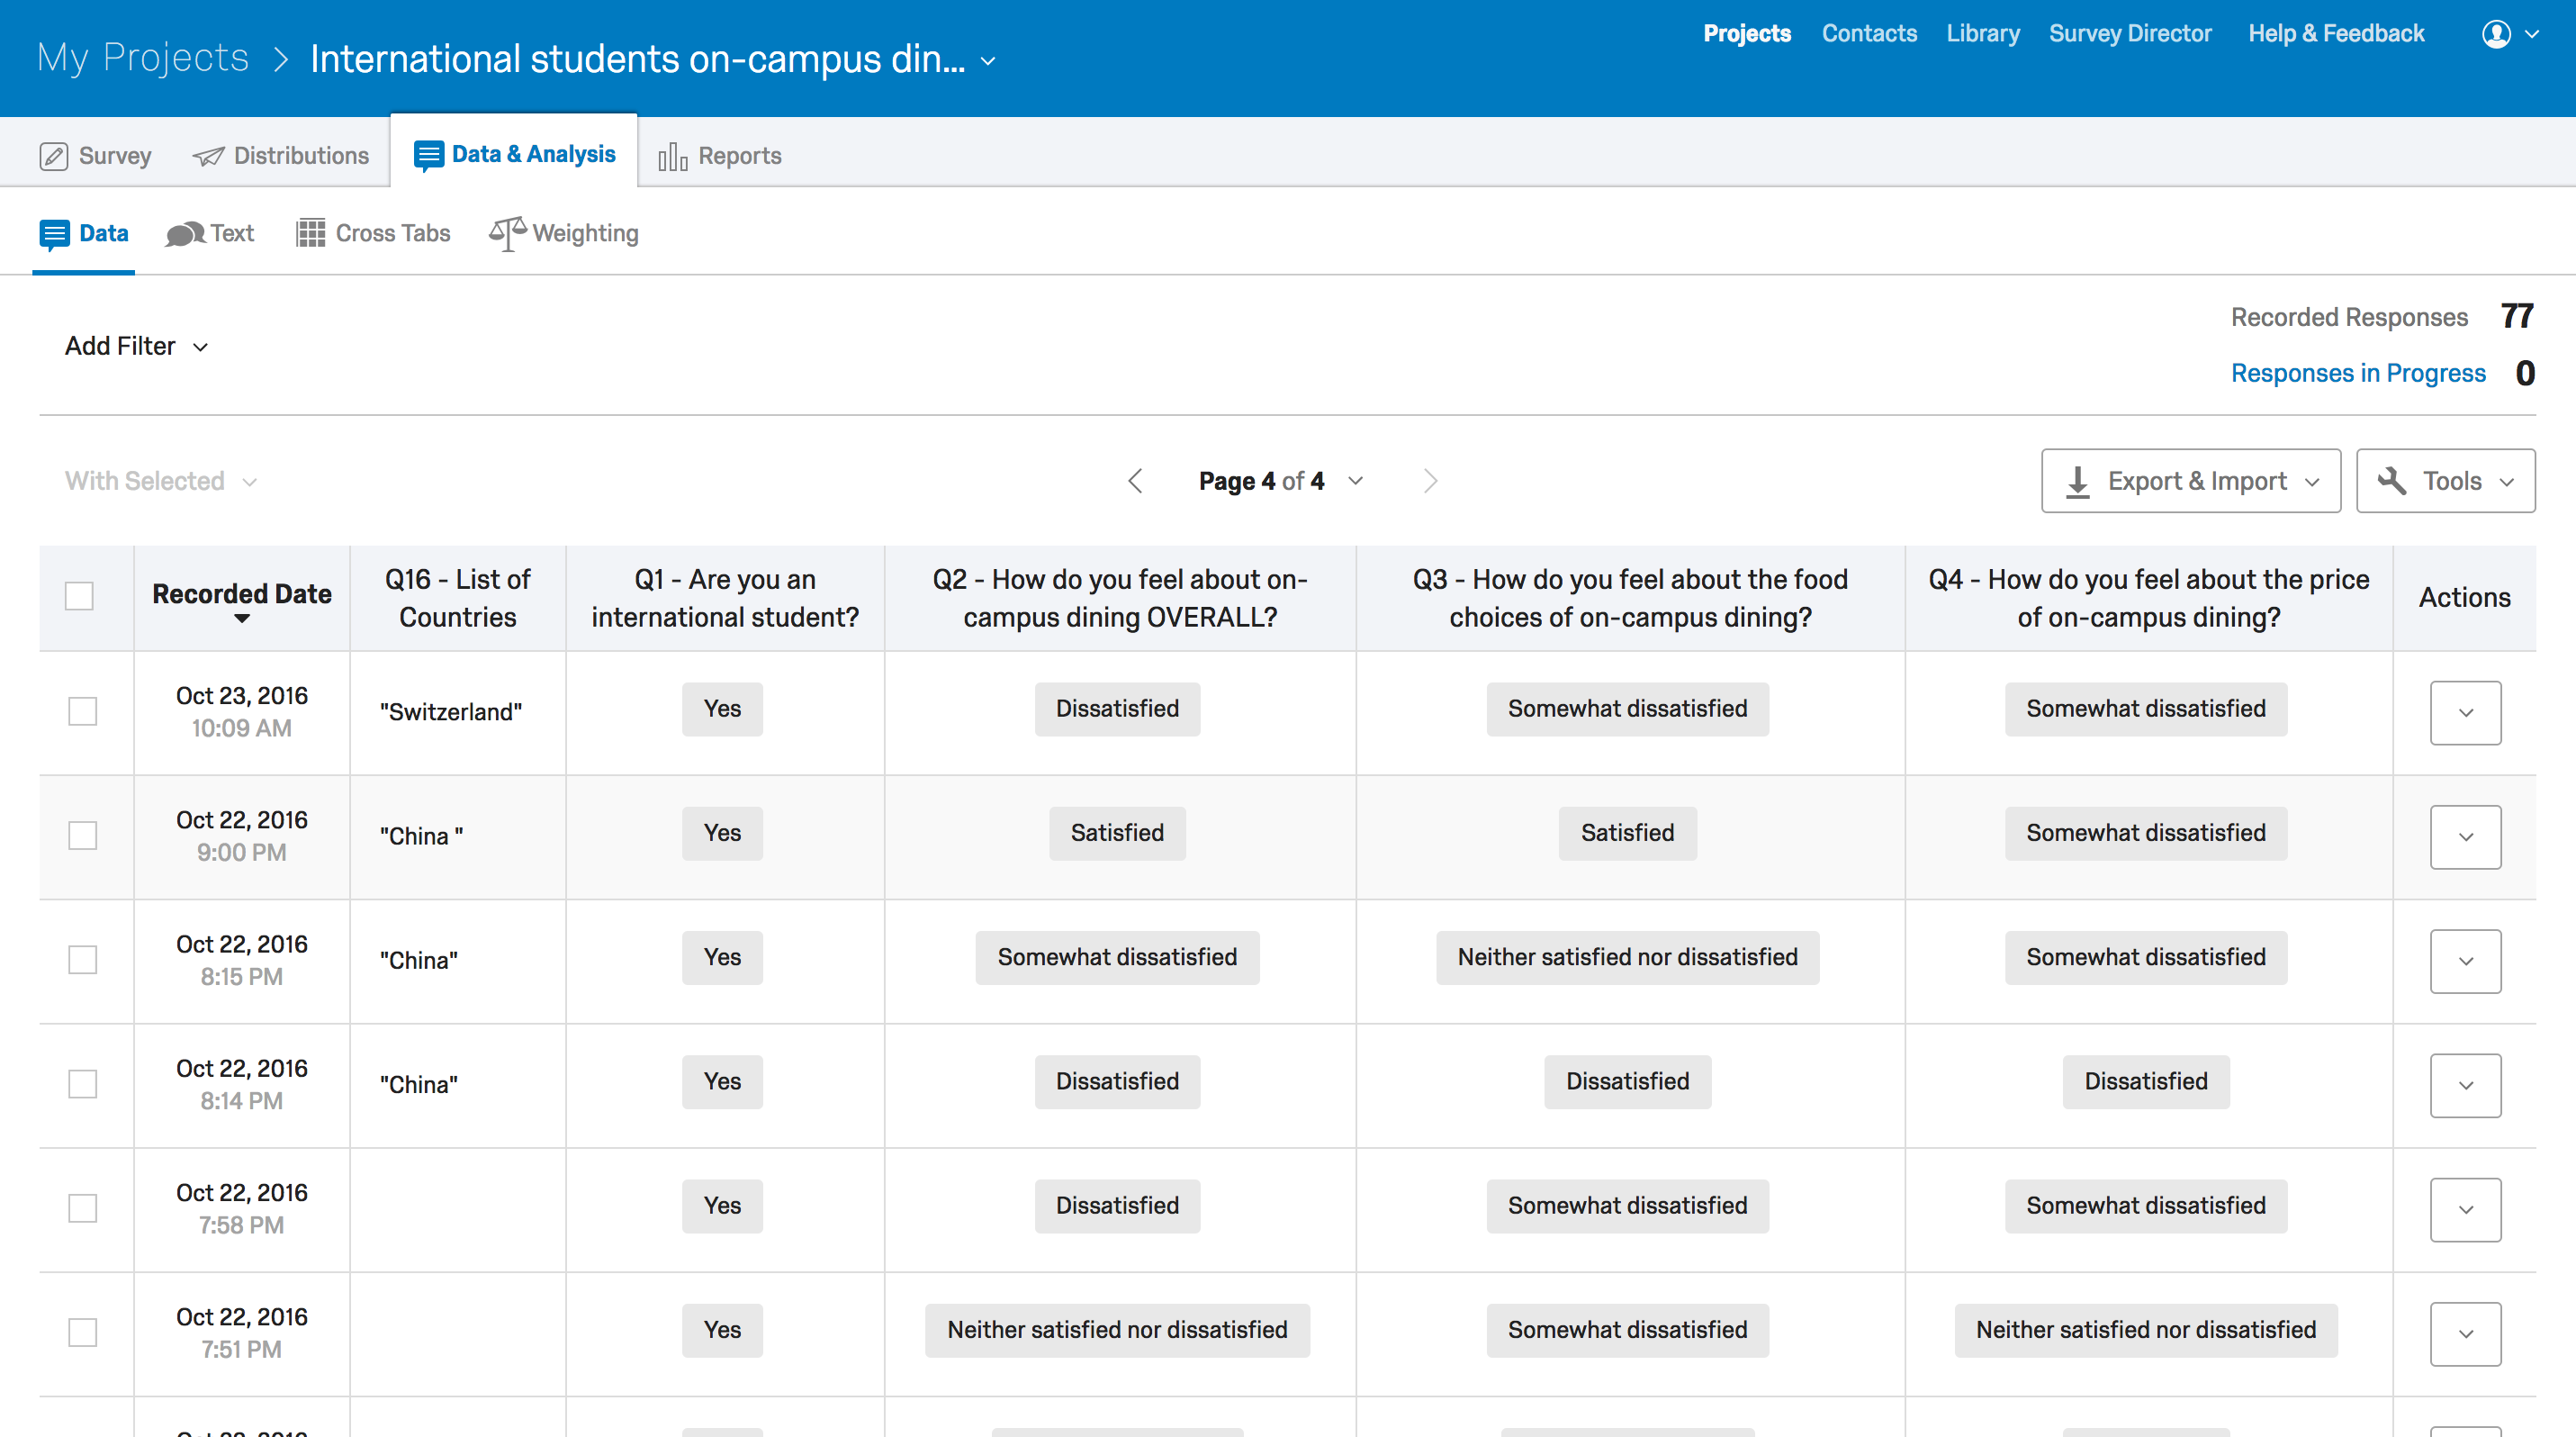 My Projects > International students on-campus din...
Projects Contacts Library Survey Director Help & Feedback
Survey Distributions Data & Analysis Reports
Data Text Cross Tabs Weighting
Add Filter
Recorded Responses 77
Responses in Progress 0
With Selected
Page 4 of 4
Export & Import Tools
Recorded Date
Q16 - List of
Countries
Q1 - Are you an
international student?
Q2 - How do you feel about on-
campus dining OVERALL?
Q3 - How do you feel about the food
choices of on-campus dining?
Q4 - How do you feel about the price
of on-campus dining?
Actions
Oct 23, 2016
10:09 AM
"Switzerland"
Yes
Dissatisfied
Somewhat dissatisfied
Somewhat dissatisfied
Oct 22, 2016
9:00 PM
"China "
Yes
Satisfied
Satisfied
Somewhat dissatisfied
Oct 22, 2016
8:15 PM
"China"
Yes
Somewhat dissatisfied
Neither satisfied nor dissatisfied
Somewhat dissatisfied
Oct 22, 2016
8:14 PM
"China"
Yes
Dissatisfied
Dissatisfied
Dissatisfied
Oct 22, 2016
7:58 PM
Yes
Dissatisfied
Somewhat dissatisfied
Somewhat dissatisfied
Oct 22, 2016
7:51 PM
Yes
Neither satisfied nor dissatisfied
Somewhat dissatisfied
Neither satisfied nor dissatisfied